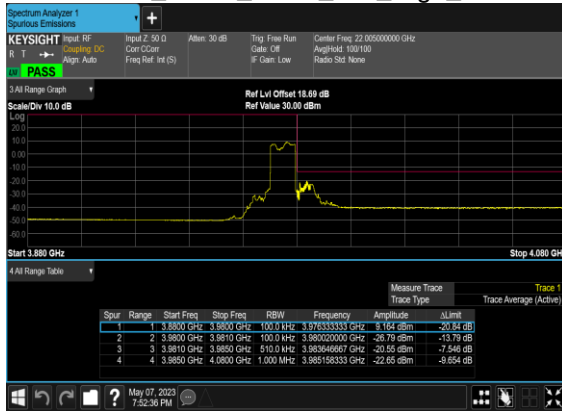 Spectrum Analyzer 1
Spurious Emissions
KEYSIGHT Input: RF Input Z: 50 Ω Atten: 30 dB Trig: Free Run Center Freq: 22.005000000 GHz
R T Coupling: DC Corr CCorr Gate: Off Avg|Hold: 100/100
Align: Auto Freq Ref: Int (S) IF Gain: Low Radio Std: None
PASS
3 All Range Graph
Ref Lvl Offset 18.69 dB
Scale/Div 10.0 dB Ref Value 30.00 dBm
Log
20.0
10.0
0.00
-10.0
-20.0
-30.0
-40.0
-50.0
-60.0
Start 3.880 GHz Stop 4.080 GH
4 All Range Table
Measure Trace Trace 1
Trace Type Trace Average (Active)
Spur Range Start Freq Stop Freq RBW Frequency Amplitude ΔLimit
1 1 3.8800 GHz 3.9800 GHz 100.0 kHz 3.976333333 GHz 9.164 dBm -20.84 dB
2 2 3.9800 GHz 3.9810 GHz 100.0 kHz 3.980020000 GHz -26.79 dBm -13.79 dB
3 3 3.9810 GHz 3.9850 GHz 510.0 kHz 3.983646667 GHz -20.55 dBm -7.546 dB
4 4 3.9850 GHz 4.0800 GHz 1.000 MHz 3.985158333 GHz -22.65 dBm -9.654 dB
May 07, 2023
7:52:36 PM